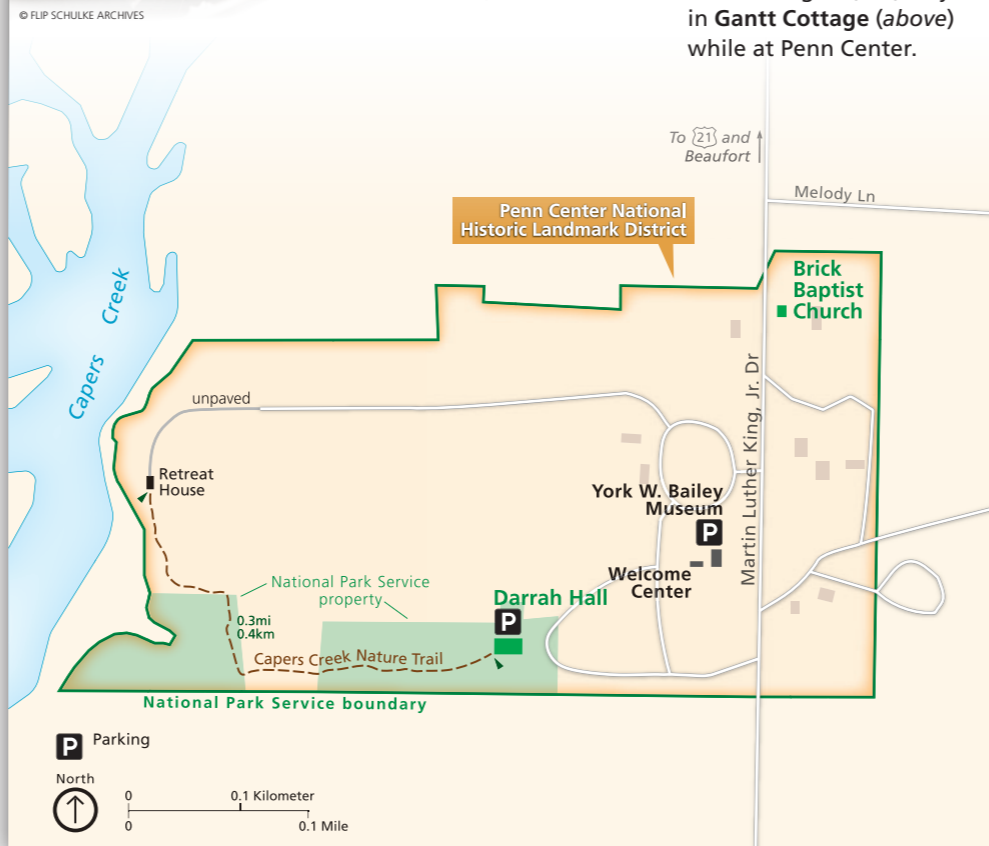 © FLIP SCHULKE ARCHIVES
in Gantt Cottage (above)
while at Penn Center.
To 21 and
Beaufort
Melody Ln
Penn Center National
Historic Landmark District
Brick
Baptist
Church
Capers Creek
unpaved
Martin Luther King, Jr. Dr
Retreat
House
York W. Bailey
Museum
P
Welcome
Center
National Park Service
property
Darrah Hall
P
0.3mi
0.4km
Capers Creek Nature Trail
National Park Service boundary
P Parking
North
0 0.1 Kilometer
0 0.1 Mile